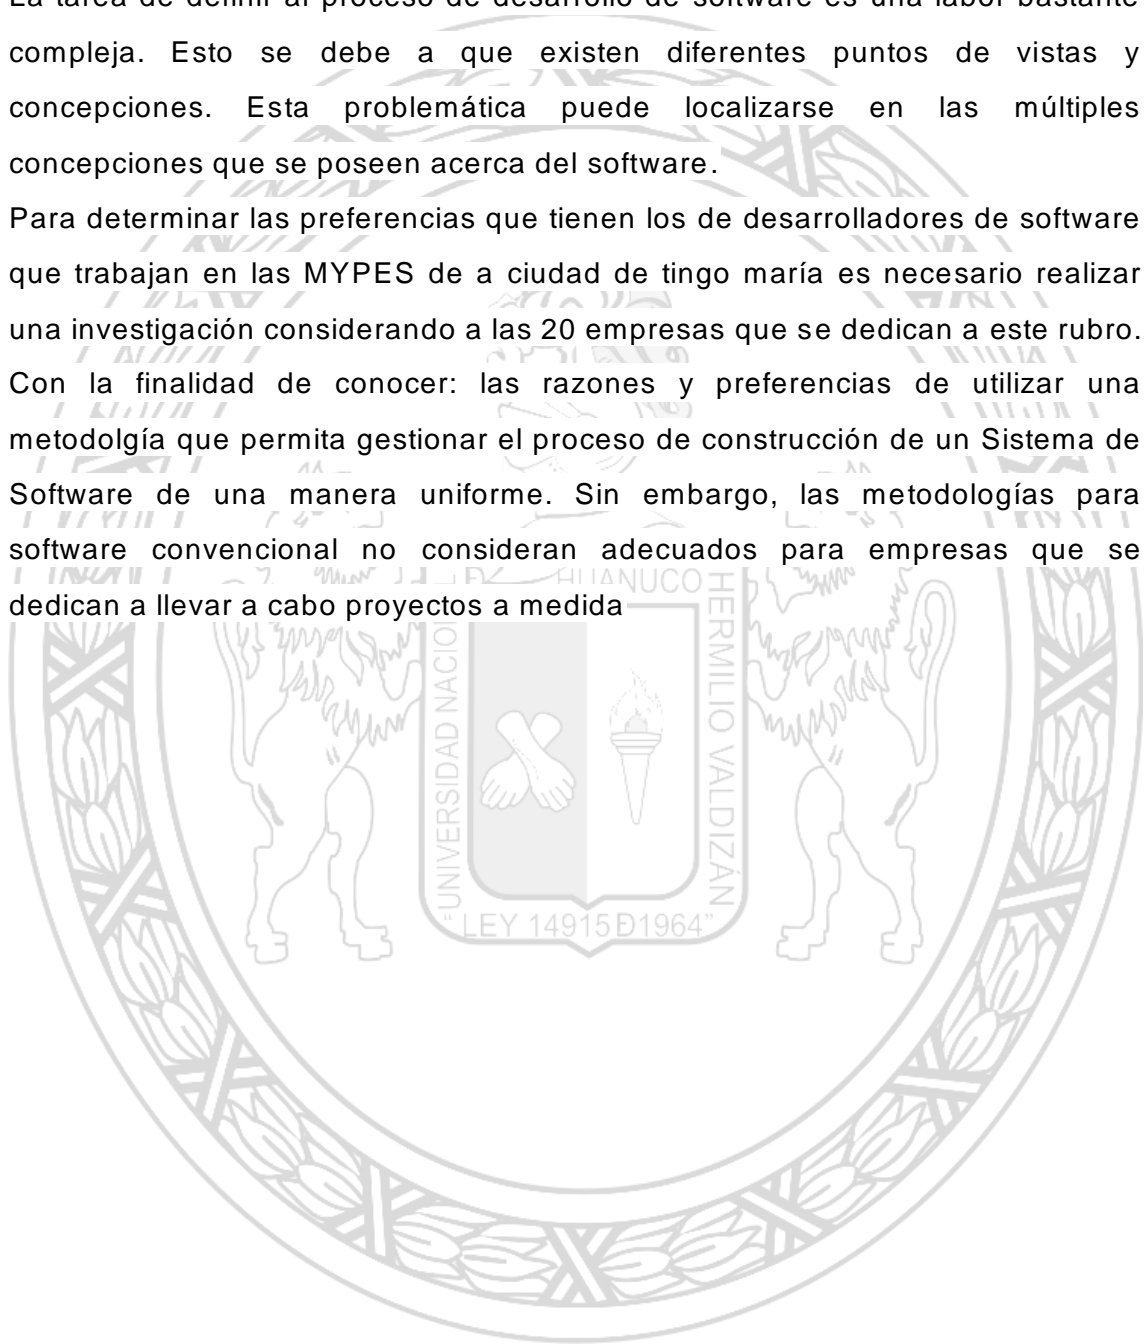 La tarea de definir al proceso de desarrollo de software es una labor bastante
compleja. Esto se debe a que existen diferentes puntos de vistas y
concepciones. Esta problemática puede localizarse en las múltiples
concepciones que se poseen acerca del software.
Para determinar las preferencias que tienen los de desarrolladores de software
que trabajan en las MYPES de a ciudad de tingo maría es necesario realizar
una investigación considerando a las 20 empresas que se dedican a este rubro.
Con la finalidad de conocer: las razones y preferencias de utilizar una
metodolgía que permita gestionar el proceso de construcción de un Sistema de
Software de una manera uniforme. Sin embargo, las metodologías para
software convencional no consideran adecuados para empresas que se
dedican a llevar a cabo proyectos a medida
HUANUCO
HERMILIO VALDIZÁN
"UNIVERSIDAD NACIO
"LEY 14915 Đ1964"